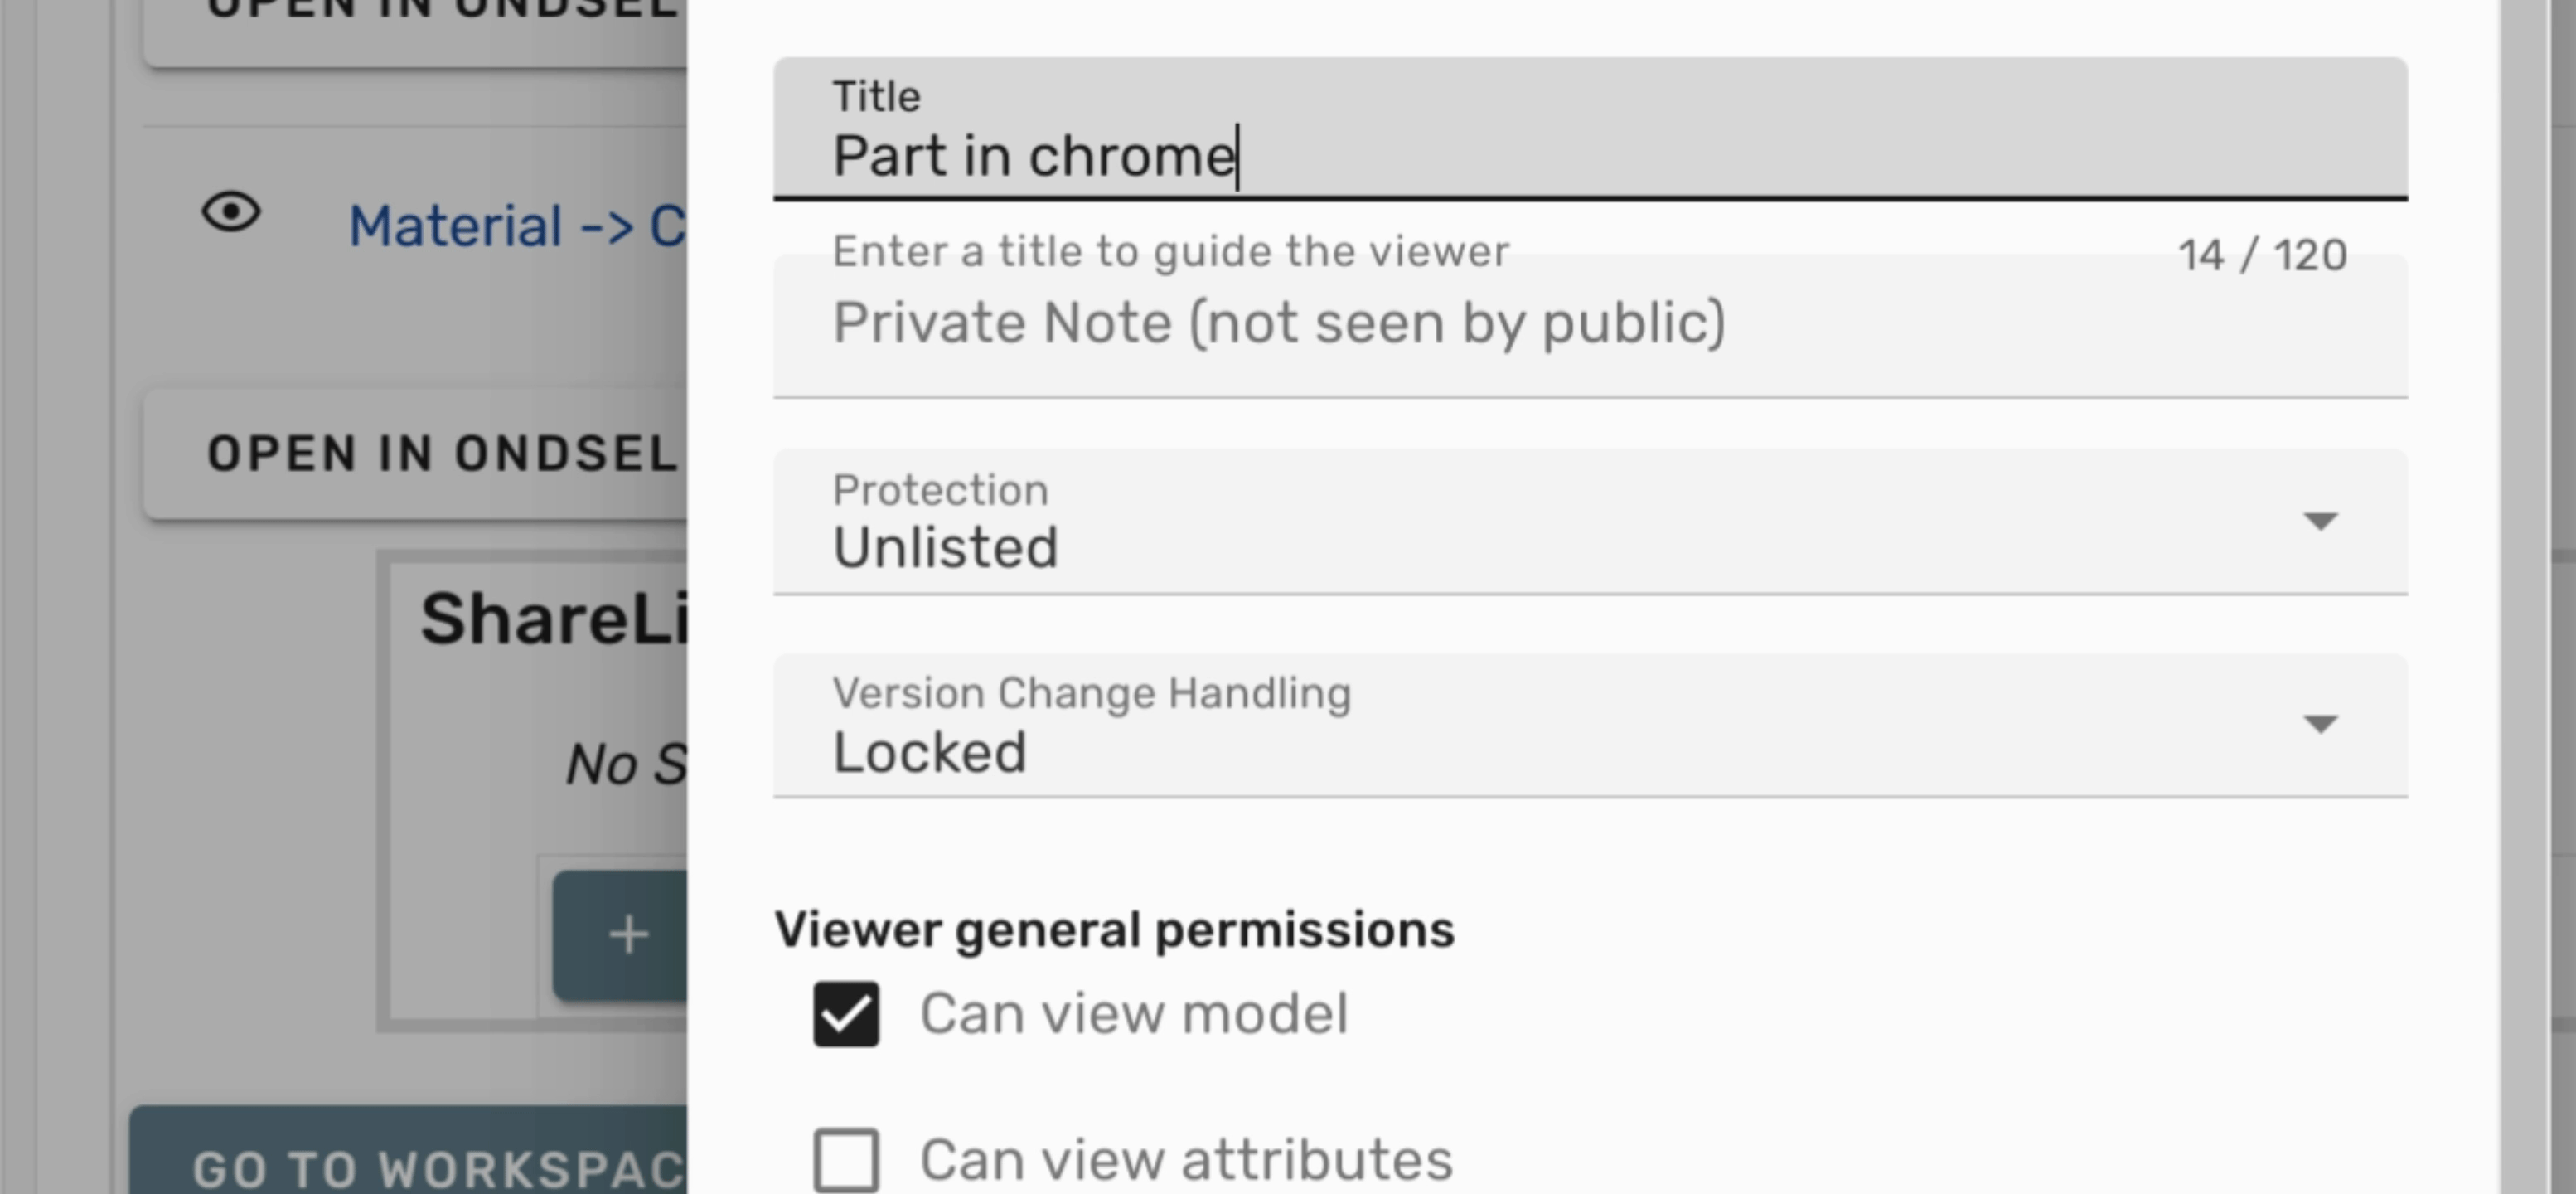 OPEN IN ONDSEL
Material -> C
OPEN IN ONDSEL
ShareLi
No S
+
GO TO WORKSPAC
Title
Part in chrome
Enter a title to guide the viewer
14 / 120
Private Note (not seen by public)
Protection
Unlisted
Version Change Handling
Locked
Viewer general permissions
Can view model
Can view attributes